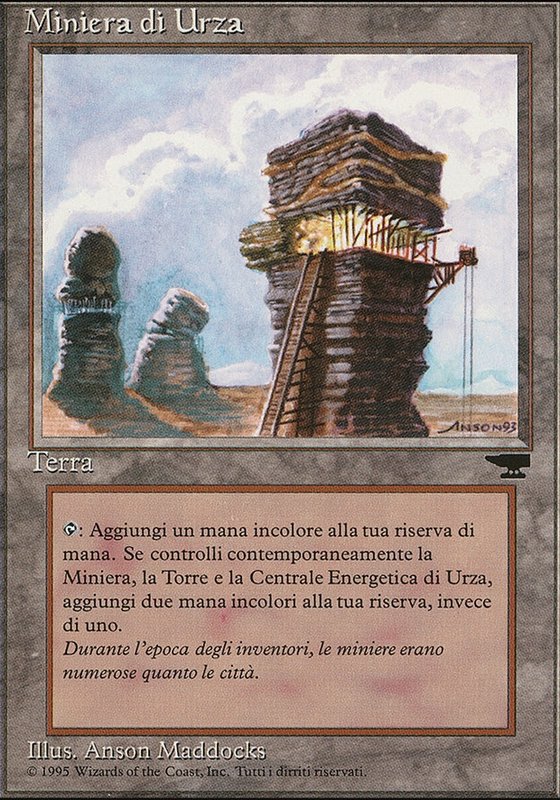 Miniera di Urza
ANSON93
Terra
: Aggiungi un mana incolore alla tua riserva di
mana. Se controlli contemporaneamente la
Miniera, la Torre e la Centrale Energetica di Urza,
aggiungi due mana incolori alla tua riserva, invece
di uno.
Durante l'epoca degli inventori, le miniere erano
numerose quanto le città.
Illus. Anson Maddocks
© 1995 Wizards of the Coast, Inc. Tutti i dirriti riservati.